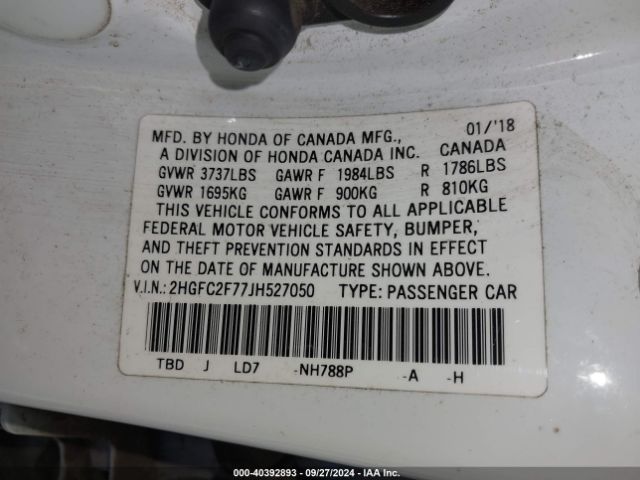 MFD. BY HONDA OF CANADA MFG., 01/'18
A DIVISION OF HONDA CANADA INC. CANADA
GVWR 3737LBS GAWR F 1984LBS R 1786LBS
GVWR 1695KG GAWR F 900KG R 810KG
THIS VEHICLE CONFORMS TO ALL APPLICABLE
FEDERAL MOTOR VEHICLE SAFETY, BUMPER,
AND THEFT PREVENTION STANDARDS IN EFFECT
ON THE DATE OF MANUFACTURE SHOWN ABOVE.
V.I.N.: 2HGFC2F77JH527050 TYPE: PASSENGER CAR
TBD J LD7 -NH788P -A -H
000-40392893 - 09/27/2024 - IAA Inc.